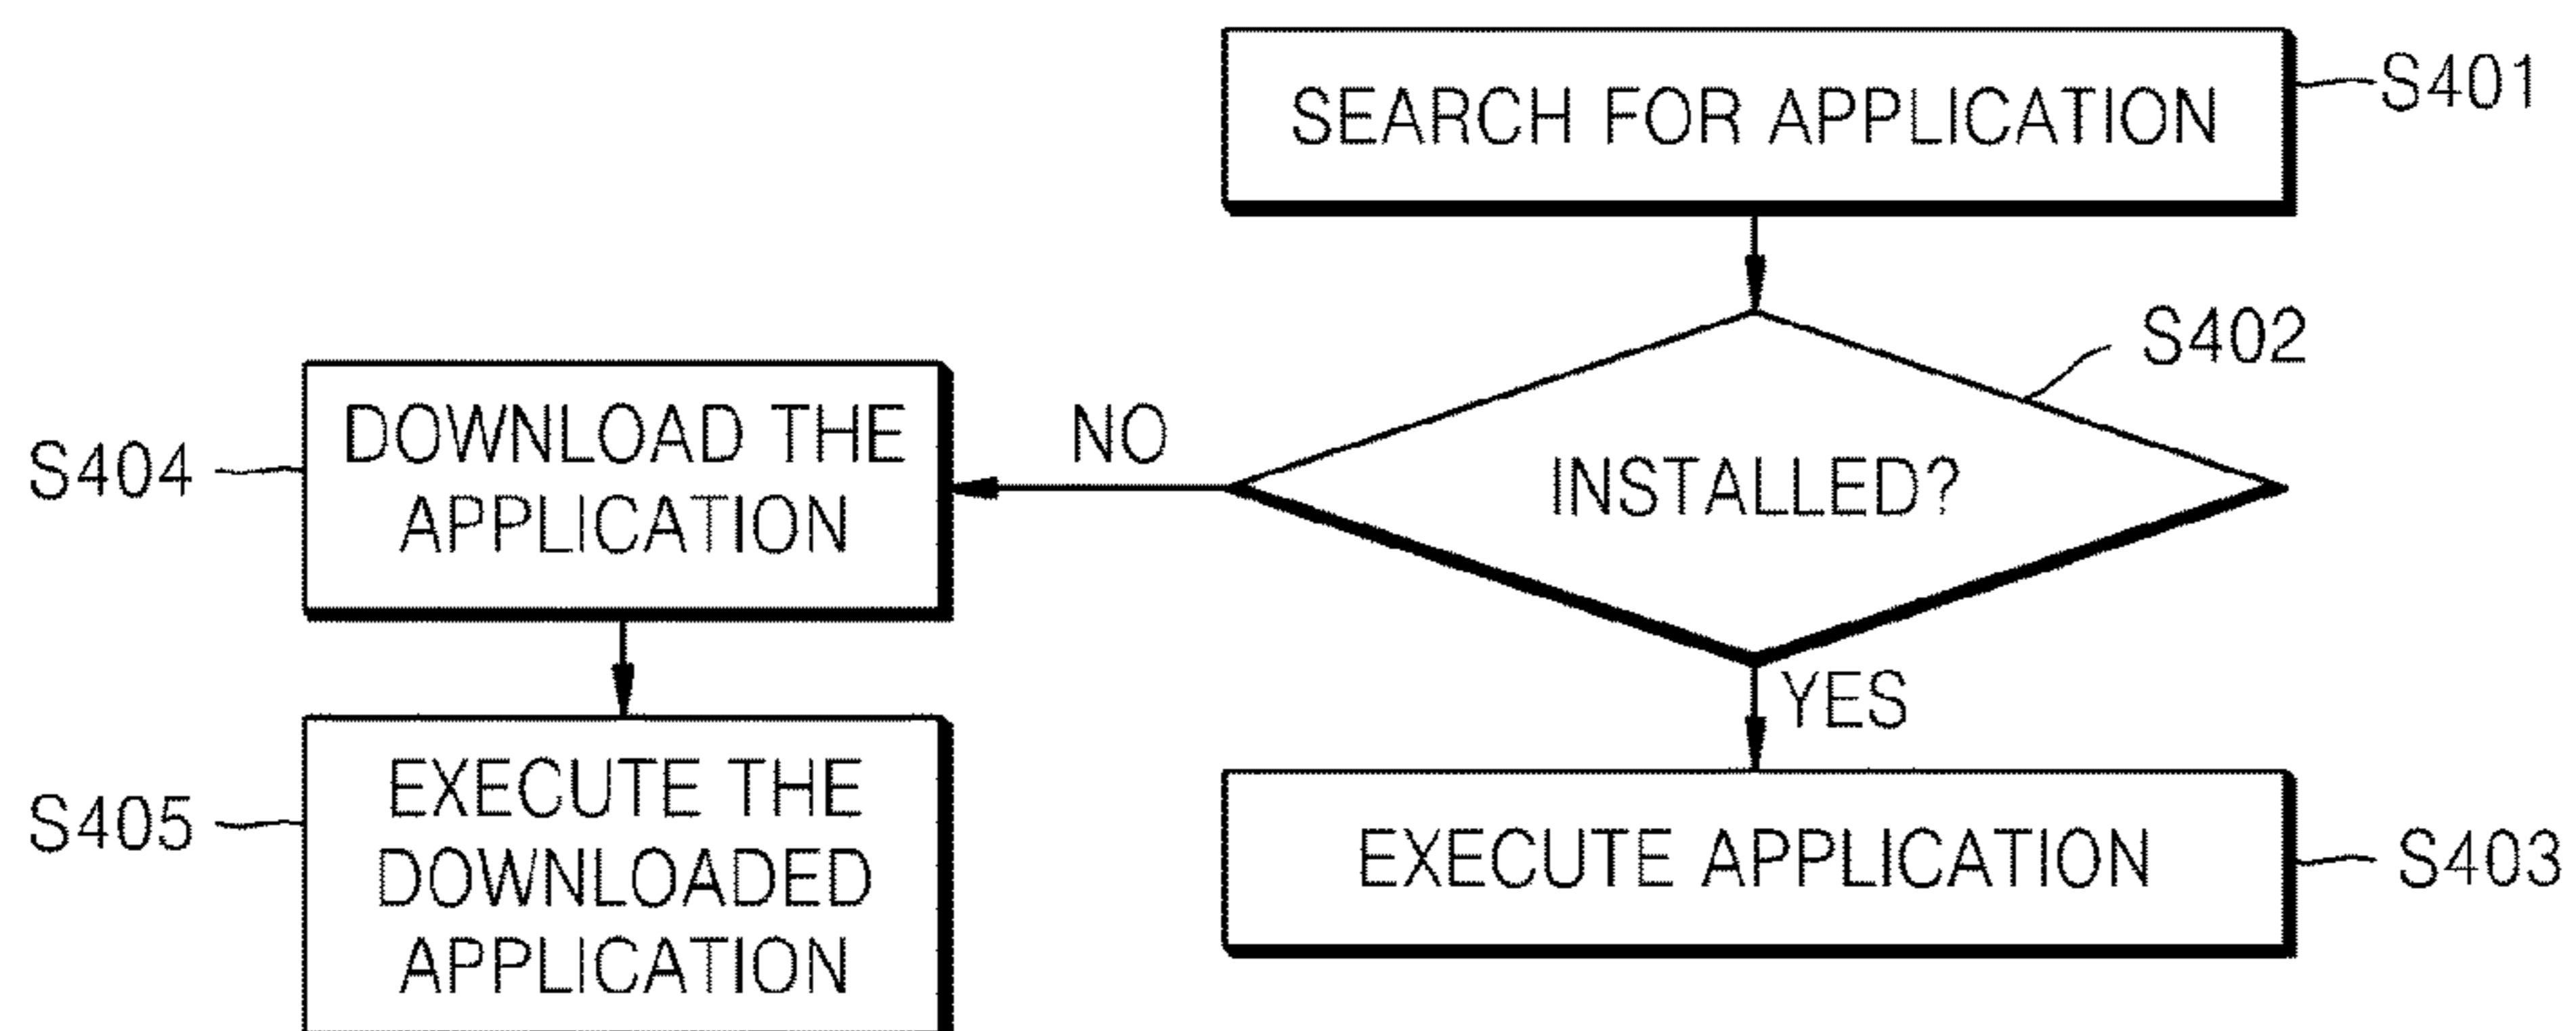 SEARCH FOR APPLICATION
S401
S402
INSTALLED?
NO
YES
S404
DOWNLOAD THE
APPLICATION
S405
EXECUTE THE
DOWNLOADED
APPLICATION
EXECUTE APPLICATION
S403